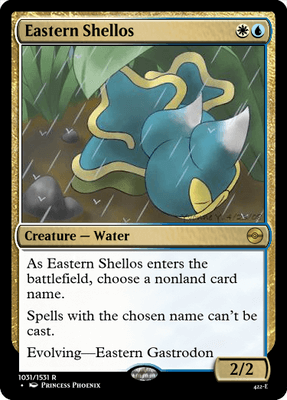 Eastern Shellos
Creature — Water
As Eastern Shellos enters the
battlefield, choose a nonland card
name.
Spells with the chosen name can't be
cast.
Evolving—Eastern Gastrodon
2/2
1031/1531 R
• Princess Phoenix
422-E